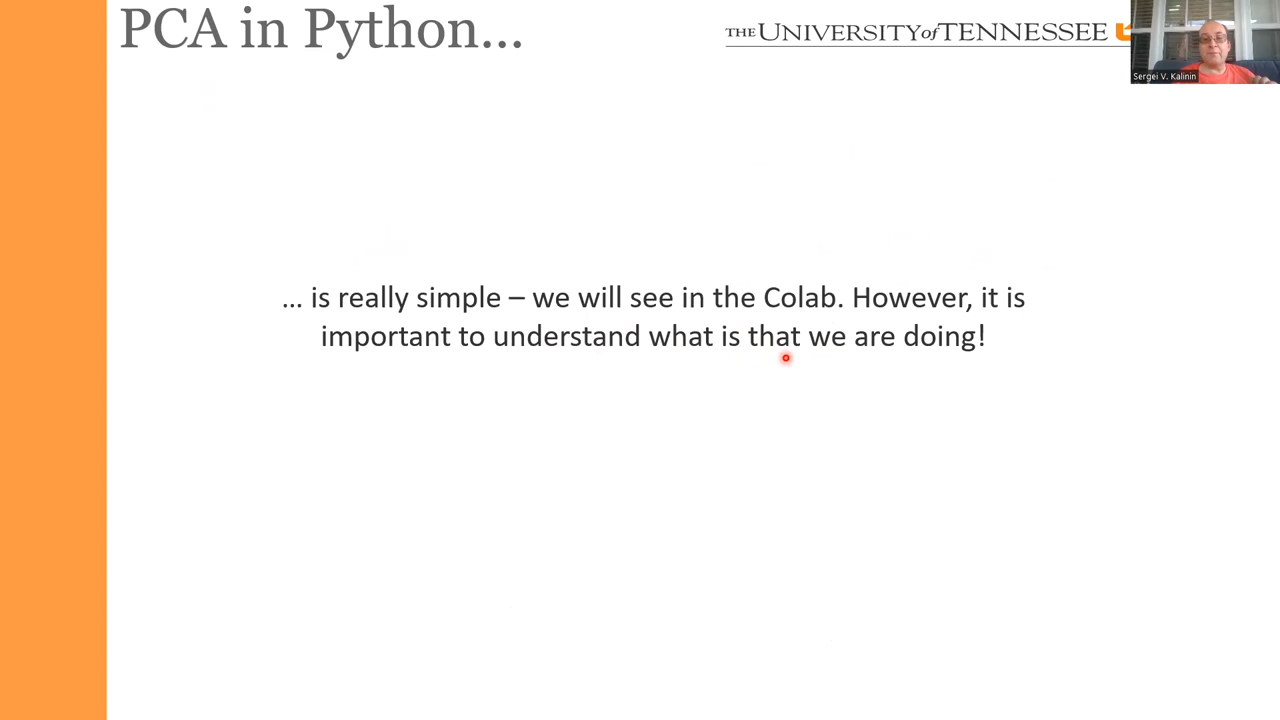 PCA in Python...
THE UNIVERSITY of TENNESSEE
Sergei V. Kalinin
... is really simple – we will see in the Colab. However, it is
important to understand what is that we are doing!